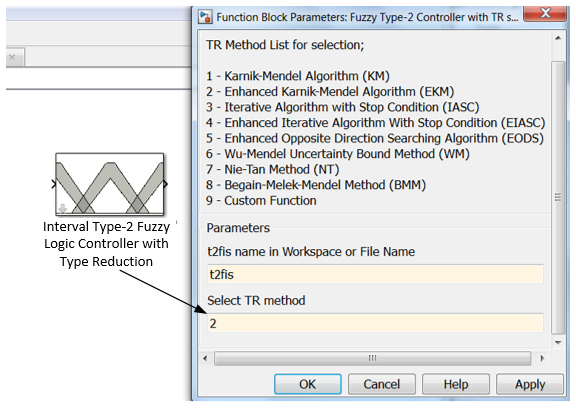 Function Block Parameters: Fuzzy Type-2 Controller with TR s...
TR Method List for selection;
1 - Karnik-Mendel Algorithm (KM)
2 - Enhanced Karnik-Mendel Algorithm (EKM)
3 - Iterative Algorithm with Stop Condition (IASC)
4 - Enhanced Iterative Algorithm With Stop Condition (EIASC)
5 - Enhanced Opposite Direction Searching Algorithm (EODS)
6 - Wu-Mendel Uncertainty Bound Method (WM)
7 - Nie-Tan Method (NT)
8 - Begain-Melek-Mendel Method (BMM)
9 - Custom Function
Interval Type-2 Fuzzy
Logic Controller with
Type Reduction
Parameters
t2fis name in Workspace or File Name
t2fis
Select TR method
2
OK
Cancel
Help
Apply